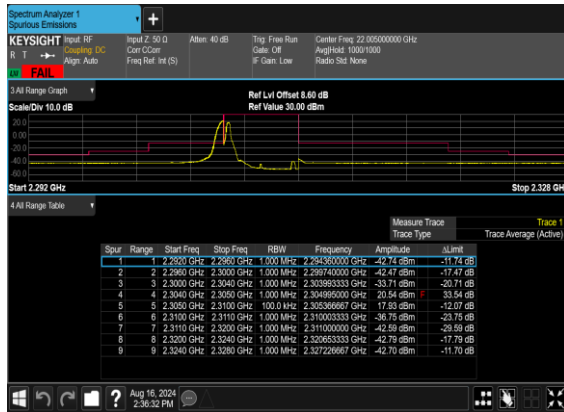 Spectrum Analyzer 1
Spurious Emissions
KEYSIGHT Input: RF Input Z: 50 Ω Atten: 40 dB Trig: Free Run Center Freq: 22.005000000 GHz
R T Coupling: DC Corr CCorr Gate: Off Avg|Hold: 1000/1000
Align: Auto Freq Ref: Int (S) IF Gain: Low Radio Std: None
LXI FAIL
3 All Range Graph
Ref Lvl Offset 8.60 dB
Scale/Div 10.0 dB Ref Value 30.00 dBm
20.0
0.00
-20.0
-40.0
-60.0
Start 2.292 GHz Stop 2.328 GH
4 All Range Table
Measure Trace Trace 1
Trace Type Trace Average (Active)
Spur Range Start Freq Stop Freq RBW Frequency Amplitude ΔLimit
1 1 2.2920 GHz 2.2960 GHz 1.000 MHz 2.294360000 GHz -42.74 dBm -11.74 dB
2 2 2.2960 GHz 2.3000 GHz 1.000 MHz 2.299740000 GHz -42.47 dBm -17.47 dB
3 3 2.3000 GHz 2.3040 GHz 1.000 MHz 2.303993333 GHz -33.71 dBm -20.71 dB
4 4 2.3040 GHz 2.3050 GHz 1.000 MHz 2.304995000 GHz 20.54 dBm F 33.54 dB
5 5 2.3050 GHz 2.3100 GHz 100.0 kHz 2.305366667 GHz 17.93 dBm -12.07 dB
6 6 2.3100 GHz 2.3110 GHz 1.000 MHz 2.310003333 GHz -36.75 dBm -23.75 dB
7 7 2.3110 GHz 2.3200 GHz 1.000 MHz 2.311000000 GHz -42.59 dBm -29.59 dB
8 8 2.3200 GHz 2.3240 GHz 1.000 MHz 2.320653333 GHz -42.79 dBm -17.79 dB
9 9 2.3240 GHz 2.3280 GHz 1.000 MHz 2.327226667 GHz -42.70 dBm -11.70 dB
? Aug 16, 2024
2:36:32 PM